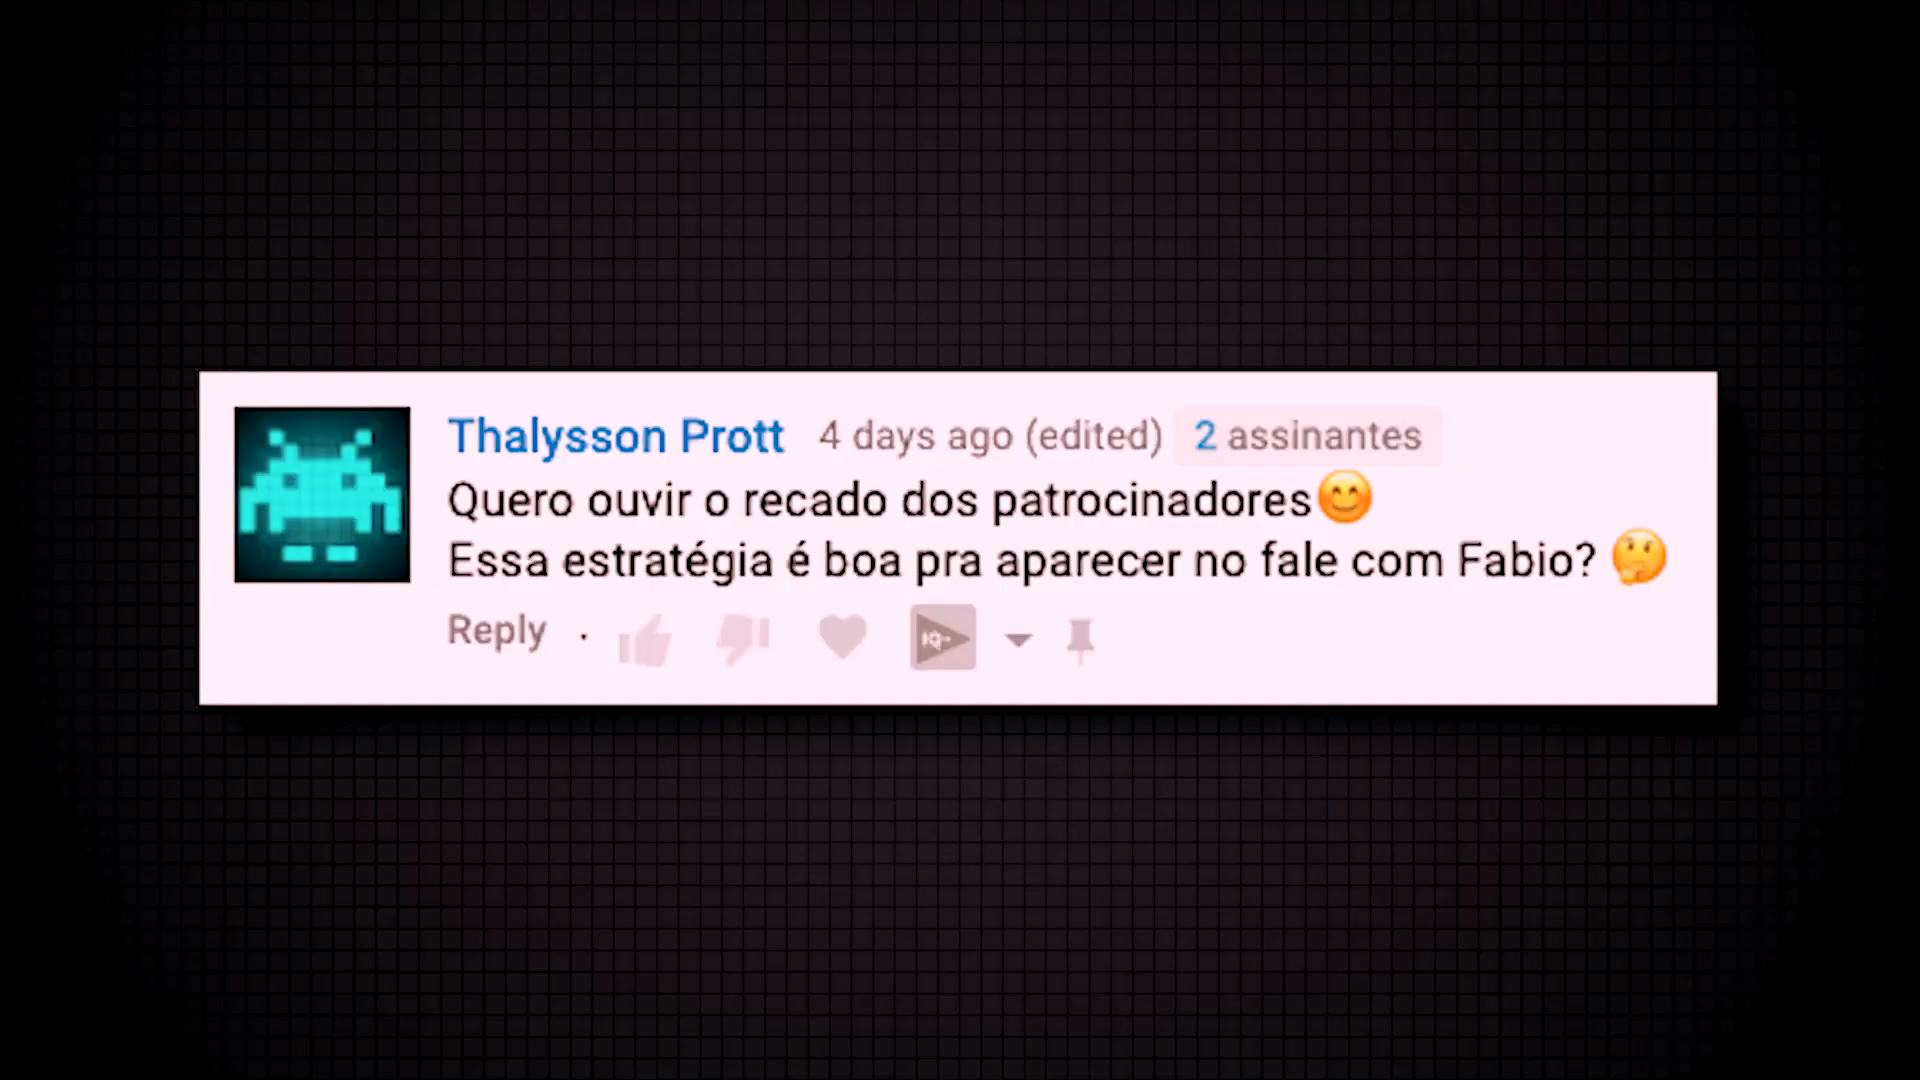 Thalysson Prott 4 days ago (edited) 2 assinantes
Quero ouvir o recado dos patrocinadores😊
Essa estratégia é boa pra aparecer no fale com Fabio? 🤔
Reply